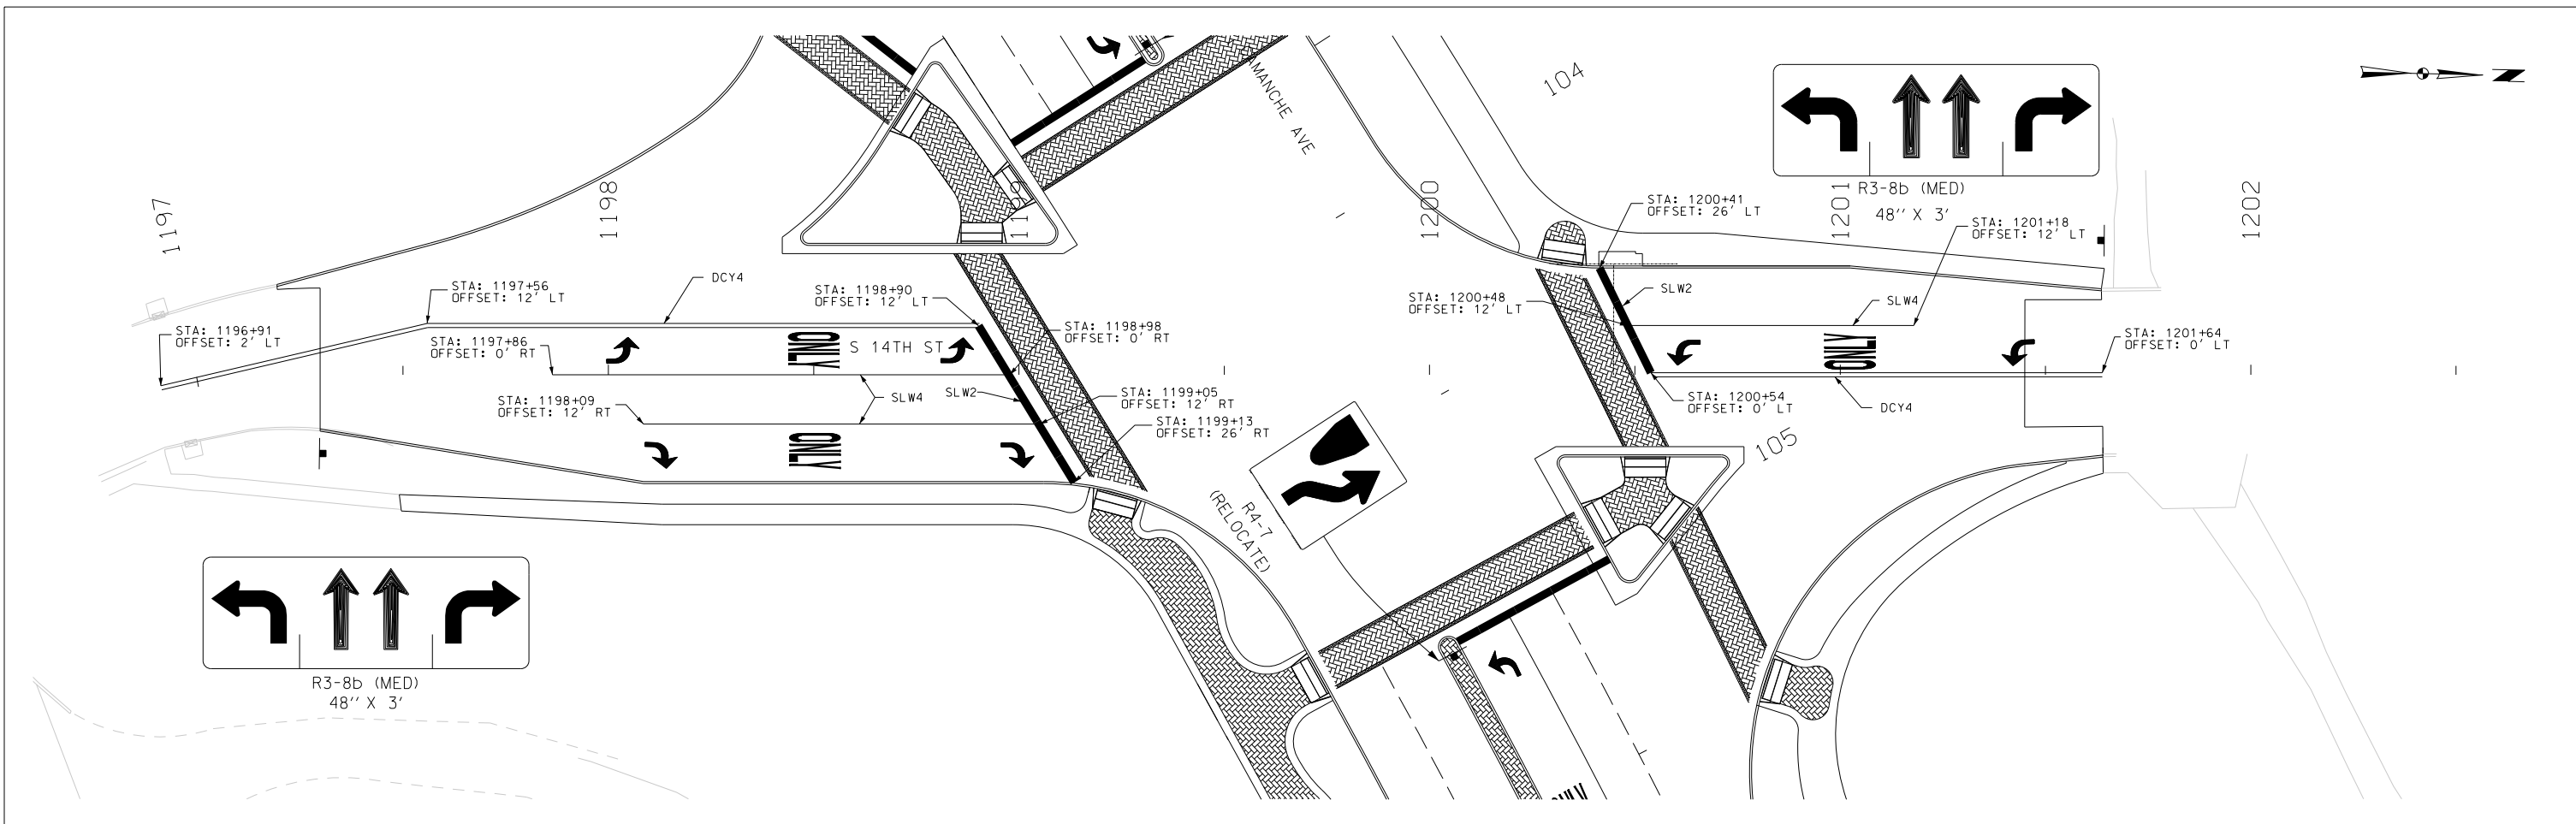 104
AMANCHE AVE
N
R3-8b (MED)
48'' X 3'
1197
1198
1199
1200
1201
1202
STA: 1200+41
OFFSET: 26' LT
STA: 1201+18
OFFSET: 12' LT
STA: 1197+56
OFFSET: 12' LT
DCY4
STA: 1198+90
OFFSET: 12' LT
STA: 1200+48
OFFSET: 12' LT
SLW2
SLW4
STA: 1196+91
OFFSET: 2' LT
STA: 1197+86
OFFSET: 0' RT
ONLY
S 14TH ST
STA: 1198+98
OFFSET: 0' RT
ONLY
STA: 1201+64
OFFSET: 0' LT
STA: 1198+09
OFFSET: 12' RT
SLW4
SLW2
STA: 1199+05
OFFSET: 12' RT
STA: 1199+13
OFFSET: 26' RT
STA: 1200+54
OFFSET: 0' LT
DCY4
ONLY
105
R4-7
(RELOCATE)
R3-8b (MED)
48'' X 3'